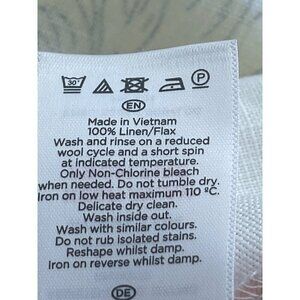 30° P
EN
Made in Vietnam
100% Linen/Flax
Wash and rinse on a reduced
wool cycle and a short spin
at indicated temperature.
Only Non-Chlorine bleach
when needed. Do not tumble dry.
Iron on low heat maximum 110 ºC.
Delicate dry clean.
Wash inside out.
Wash with similar colours.
Do not rub isolated stains.
Reshape whilst damp.
Iron on reverse whilst damp.
DE